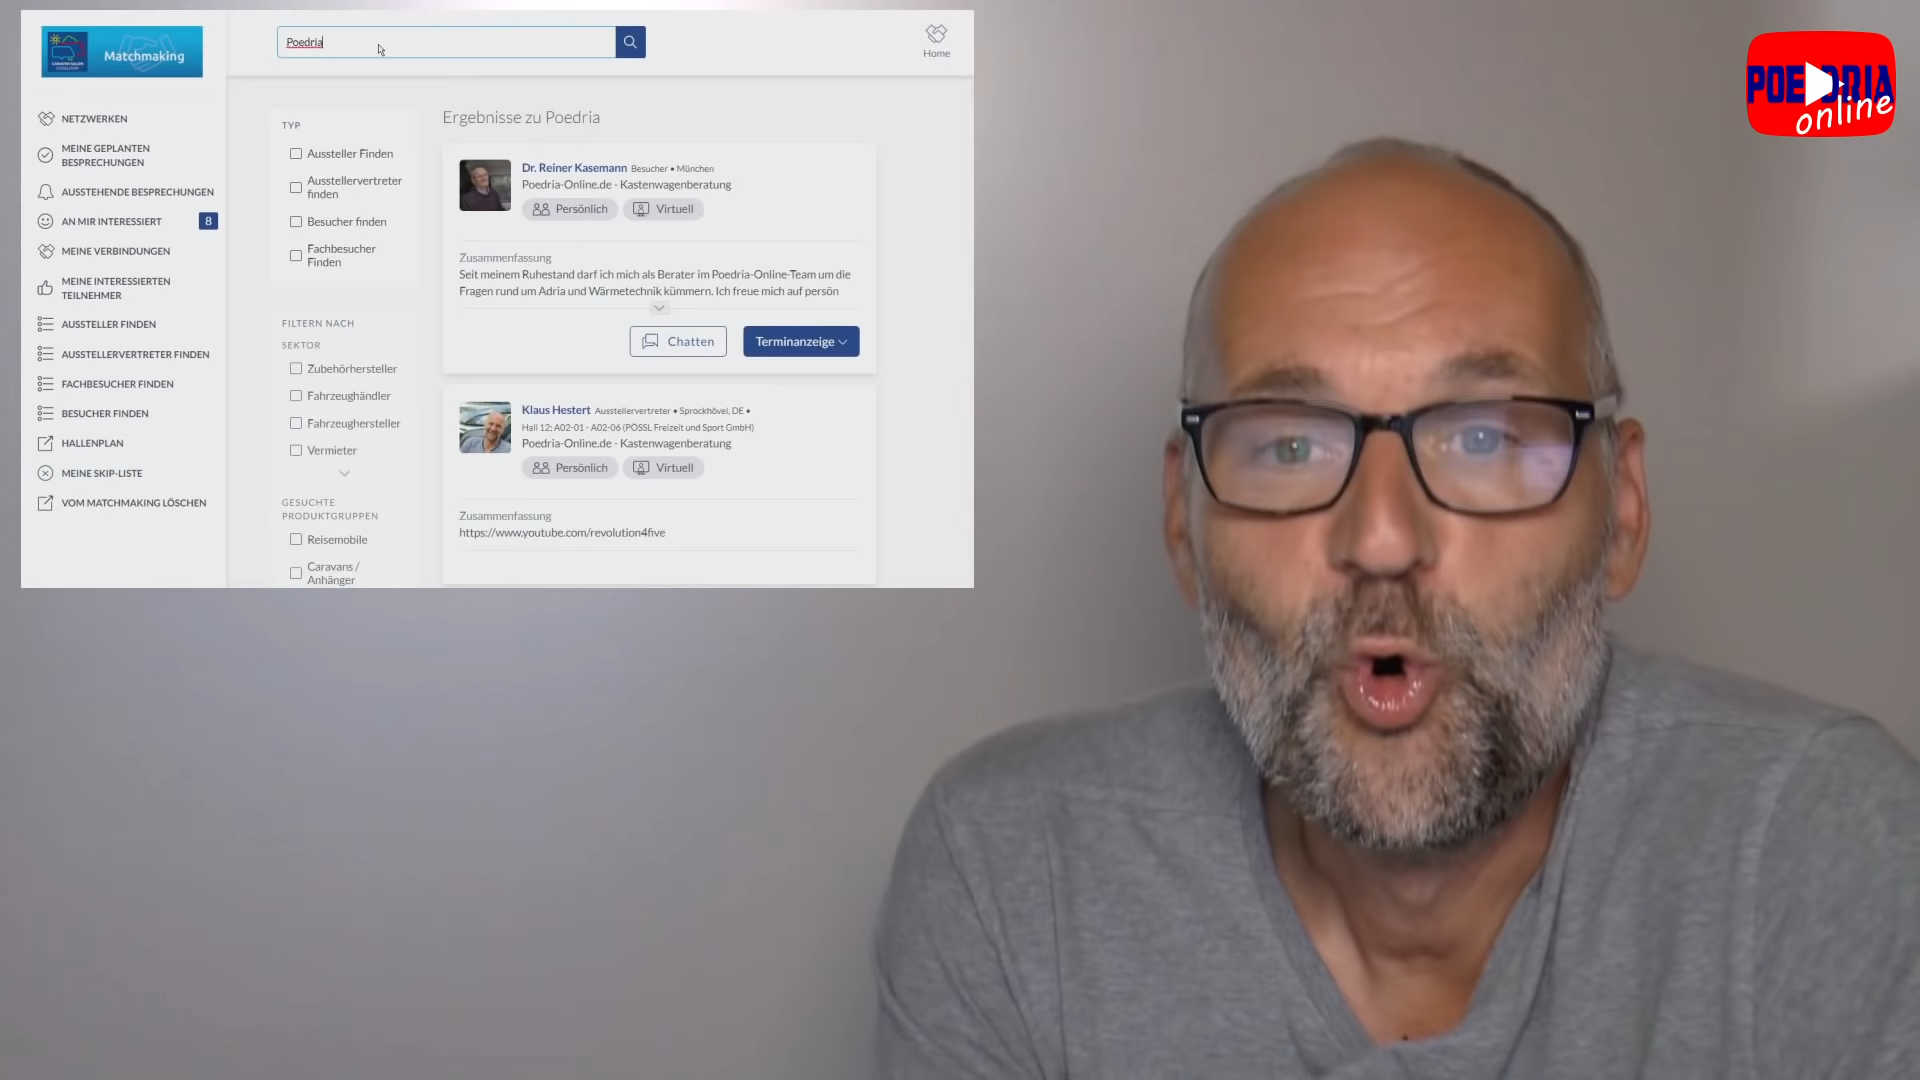 Matchmaking
Poedria
Home
NETZWERKEN
MEINE GEPLANTEN
BESPRECHUNGEN
AUSSTEHENDE BESPRECHUNGEN
AN MIR INTERESSIERT 8
MEINE VERBINDUNGEN
MEINE INTERESSIERTEN
TEILNEHMER
AUSSTELLER FINDEN
AUSSTELLERVERTRETER FINDEN
FACHBESUCHER FINDEN
BESUCHER FINDEN
HALLENPLAN
MEINE SKIP-LISTE
VOM MATCHMAKING LÖSCHEN
TYP
Aussteller Finden
Ausstellervertreter
finden
Besucher finden
Fachbesucher
Finden
FILTERN NACH
SEKTOR
Zubehörhersteller
Fahrzeughändler
Fahrzeughersteller
Vermieter
GESUCHTE
PRODUKTGRUPPEN
Reisemobile
Caravans /
Anhänger
Ergebnisse zu Poedria
Dr. Reiner Kasemann Besucher • München
Poedria-Online.de - Kastenwagenberatung
Persönlich Virtuell
Zusammenfassung
Seit meinem Ruhestand darf ich mich als Berater im Poedria-Online-Team um die
Fragen rund um Adria und Wärmetechnik kümmern. Ich freue mich auf persön
Chatten Terminanzeige
Klaus Hestert Ausstellervertreter • Sprockhövel, DE •
Hall 12; A02-01 - A02-06 (PÖSSL Freizeit und Sport GmbH)
Poedria-Online.de - Kastenwagenberatung
Persönlich Virtuell
Zusammenfassung
https://www.youtube.com/revolution4five
POEDRIA
online